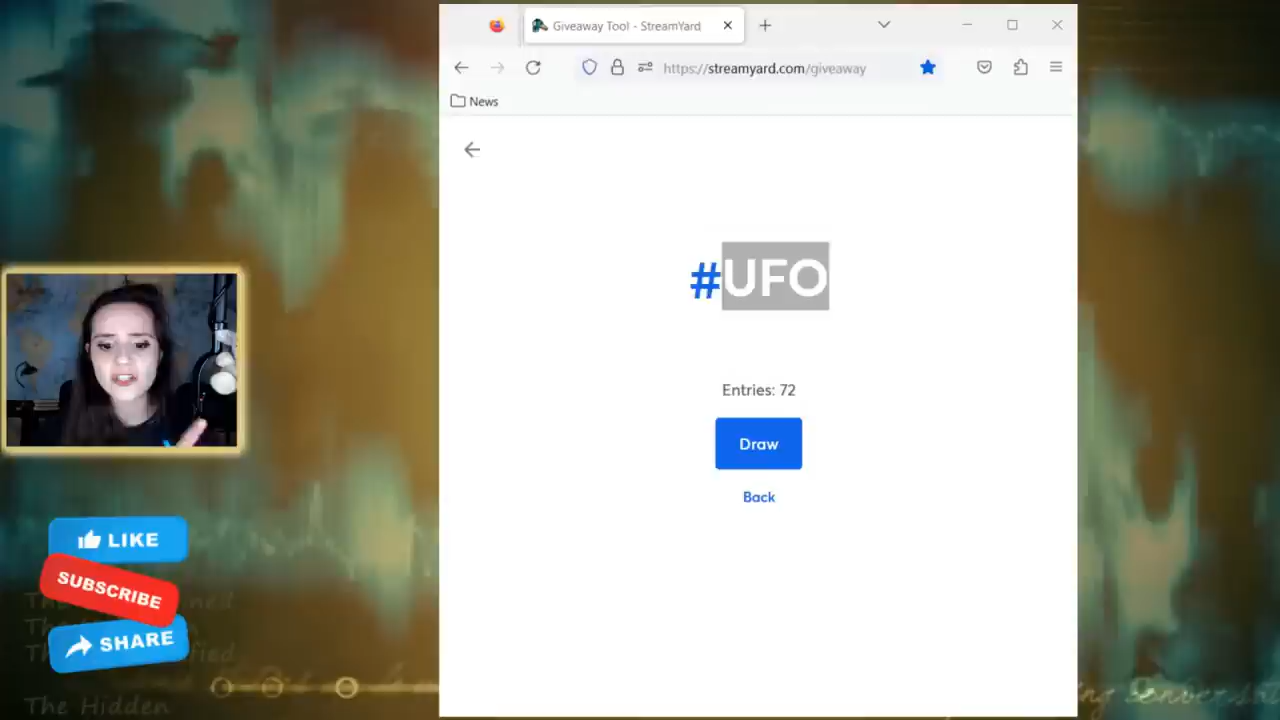 Giveaway Tool - StreamYard
https://streamyard.com/giveaway
News
#UFO
Entries: 72
Draw
Back
LIKE
SUBSCRIBE
SHARE
The Hidden